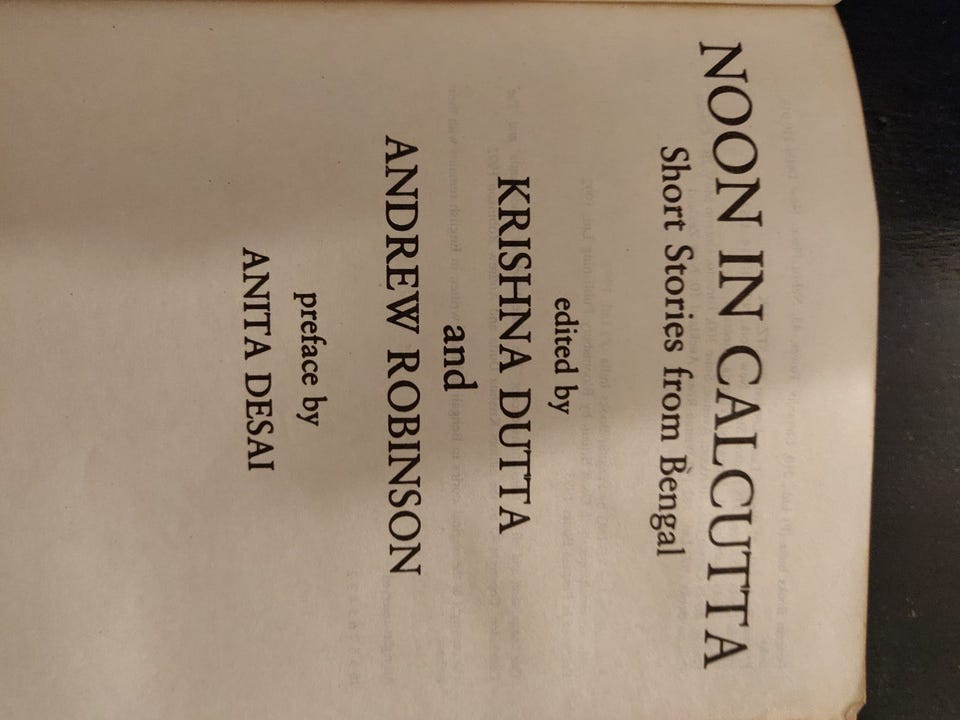 NOON IN CALCUTTA
Short Stories from Bengal
edited by
KRISHNA DUTTA
and
ANDREW ROBINSON
preface by
ANITA DESAI